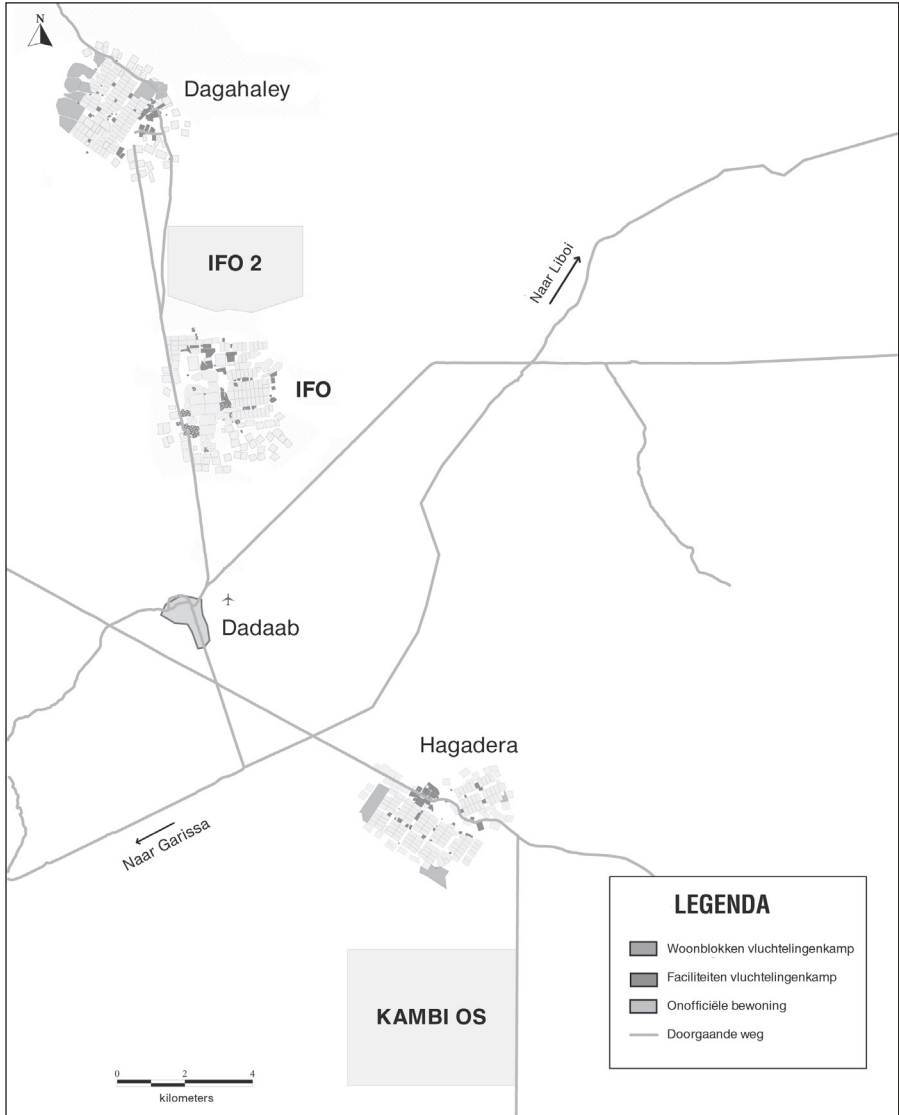 N
Dagahaley
IFO 2
Naar Liboi
IFO
Dadaab
Hagadera
Naar Garissa
LEGENDA
Woonblokken vluchtelingenkamp
Faciliteiten vluchtelingenkamp
Onofficiële bewoning
Doorgaande weg
KAMBI OS
0 2 4
kilometers